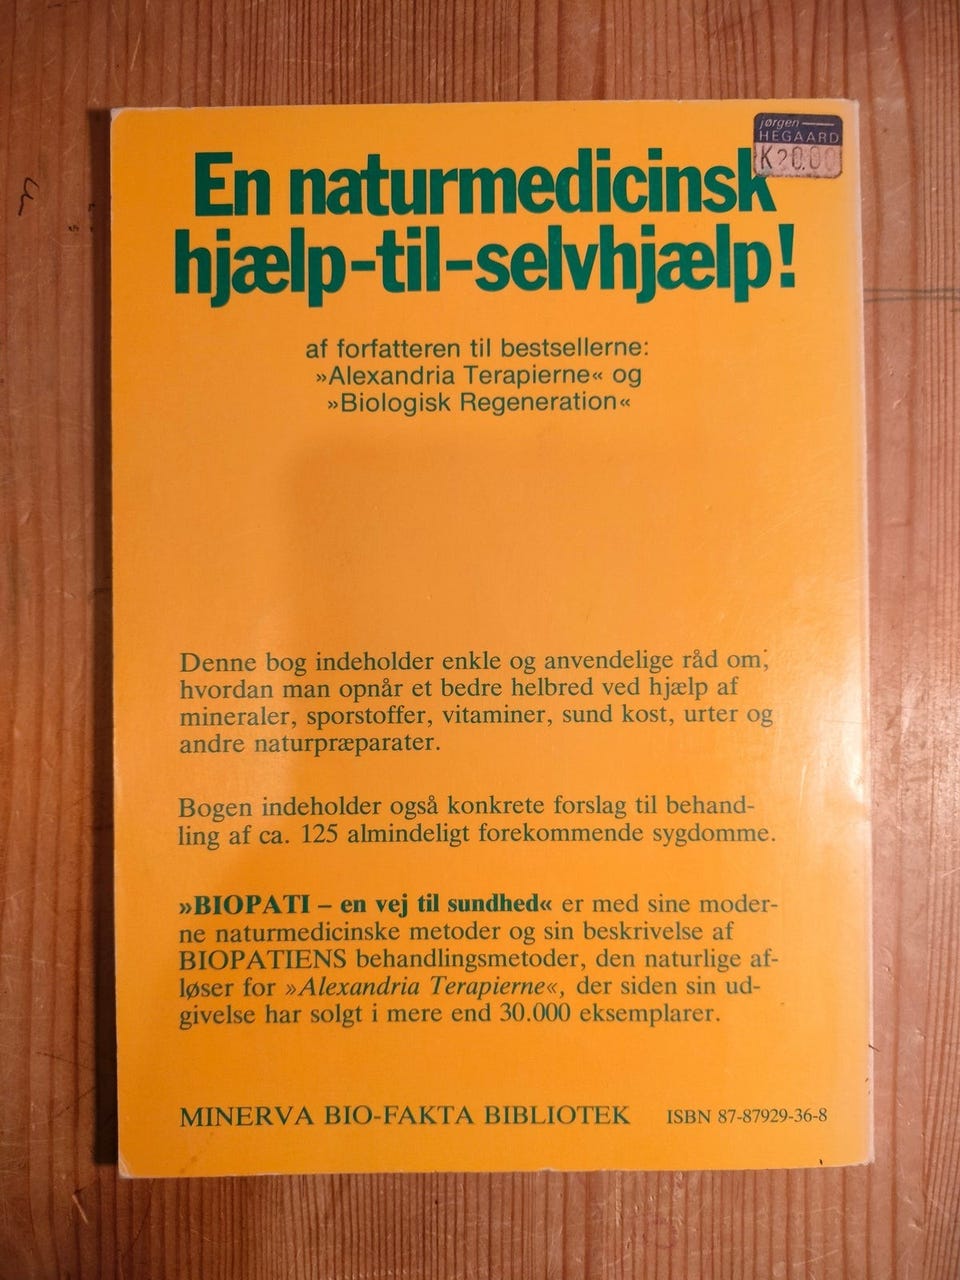 jørgen
HEGAARD
K 20.00
En naturmedicinsk
hjælp-til-selvhjælp!
af forfatteren til bestsellerne:
»Alexandria Terapierne« og
»Biologisk Regeneration«
Denne bog indeholder enkle og anvendelige råd om,
hvordan man opnår et bedre helbred ved hjælp af
mineraler, sporstoffer, vitaminer, sund kost, urter og
andre naturpræparater.
Bogen indeholder også konkrete forslag til behand-
ling af ca. 125 almindeligt forekommende sygdomme.
»BIOPATI – en vej til sundhed« er med sine moder-
ne naturmedicinske metoder og sin beskrivelse af
BIOPATIENS behandlingsmetoder, den naturlige af-
løser for »Alexandria Terapierne«, der siden sin ud-
givelse har solgt i mere end 30.000 eksemplarer.
MINERVA BIO-FAKTA BIBLIOTEK ISBN 87-87929-36-8